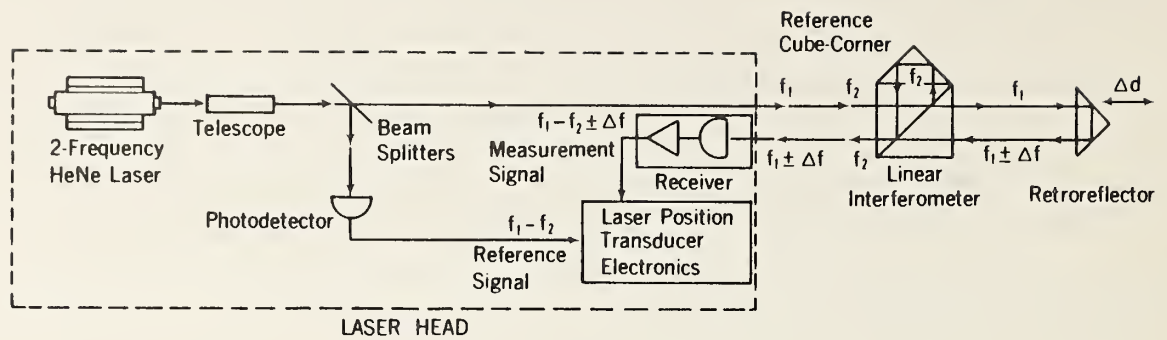 Reference
Cube-Corner
2-Frequency
HeNe Laser
Telescope
Beam
Splitters
f₁
f₂
f₂
f₁
Δd
f₁ – f₂ ± Δf
Measurement
Signal
Receiver
f₁ ± Δf
f₂
f₁ ± Δf
Linear
Interferometer
Retroreflector
Photodetector
f₁ – f₂
Reference
Signal
Laser Position
Transducer
Electronics
LASER HEAD